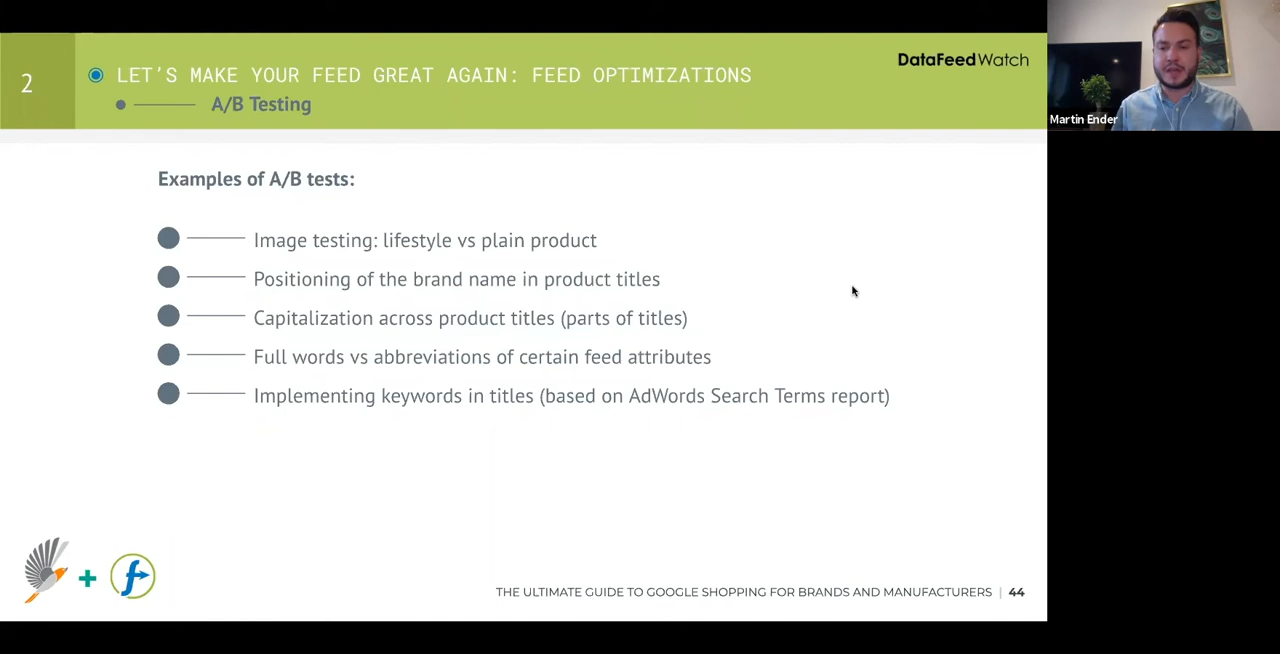 2
LET'S MAKE YOUR FEED GREAT AGAIN: FEED OPTIMIZATIONS
A/B Testing
DataFeedWatch
Martin Ender
Examples of A/B tests:
Image testing: lifestyle vs plain product
Positioning of the brand name in product titles
Capitalization across product titles (parts of titles)
Full words vs abbreviations of certain feed attributes
Implementing keywords in titles (based on AdWords Search Terms report)
THE ULTIMATE GUIDE TO GOOGLE SHOPPING FOR BRANDS AND MANUFACTURERS | 44